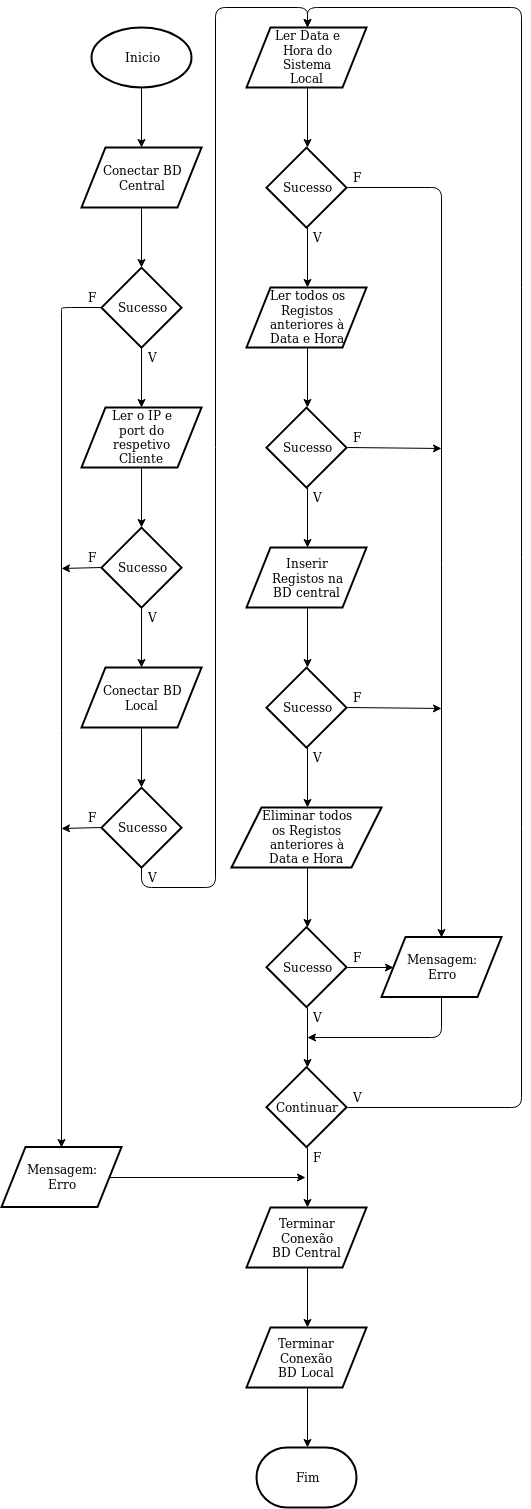 Inicio
Conectar BD
Central
Sucesso
F
V
Ler o IP e
port do
respetivo
Cliente
Sucesso
F
V
Conectar BD
Local
Sucesso
F
V
Mensagem:
Erro
Ler Data e
Hora do
Sistema
Local
Sucesso
F
V
Ler todos os
Registos
anteriores à
Data e Hora
Sucesso
F
V
Inserir
Registos na
BD central
Sucesso
F
V
Eliminar todos
os Registos
anteriores à
Data e Hora
Sucesso
F
V
Mensagem:
Erro
Continuar
V
F
Terminar
Conexão
BD Central
Terminar
Conexão
BD Local
Fim